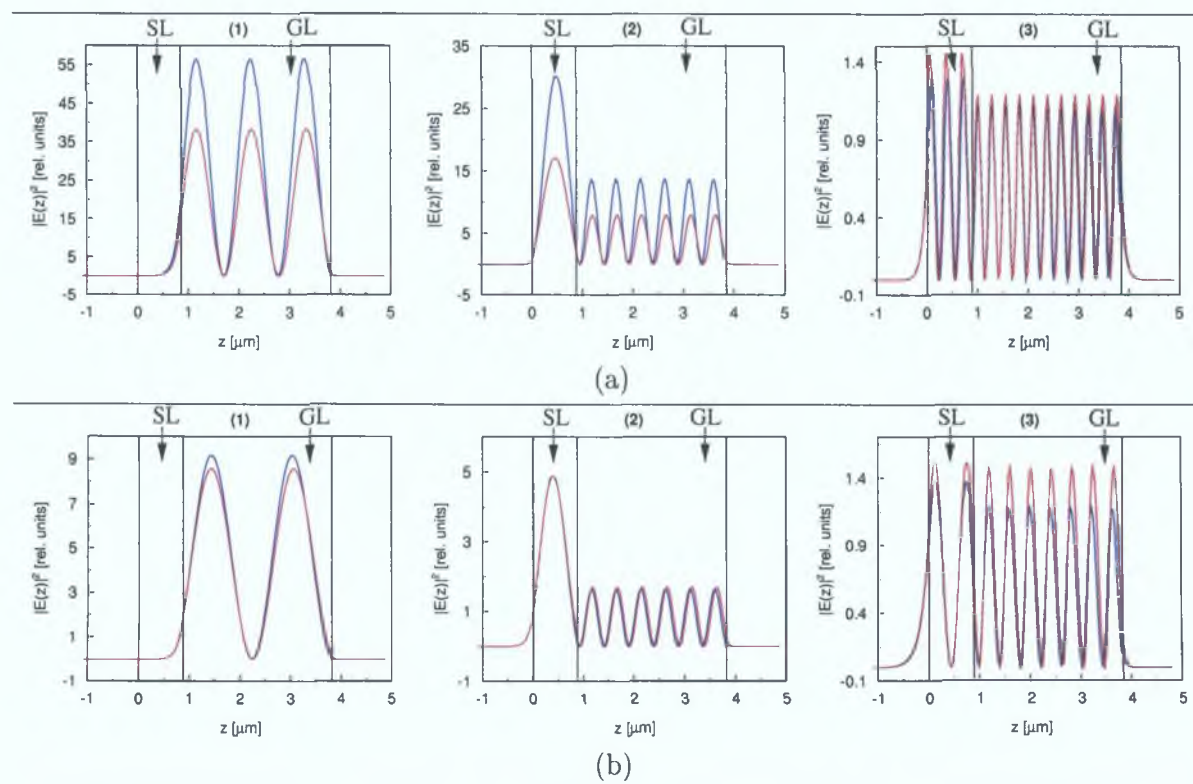 SL (1) GL
SL (2) GL
SL (3) GL
|E(z)|² [rel. units]
55
45
35
25
15
5
-5
-1 0 1 2 3 4 5
z [μm]
|E(z)|² [rel. units]
35
25
15
5
-5
-1 0 1 2 3 4 5
z [μm]
|E(z)|² [rel. units]
1.4
0.9
0.4
-0.1
-1 0 1 2 3 4 5
z [μm]
(a)
SL (1) GL
SL (2) GL
SL (3) GL
|E(z)|² [rel. units]
9
7
5
3
1
-1
-1 0 1 2 3 4 5
z [μm]
|E(z)|² [rel. units]
5
3
1
-1
-1 0 1 2 3 4 5
z [μm]
|E(z)|² [rel. units]
1.4
0.9
0.4
-0.1
-1 0 1 2 3 4 5
z [μm]
(b)